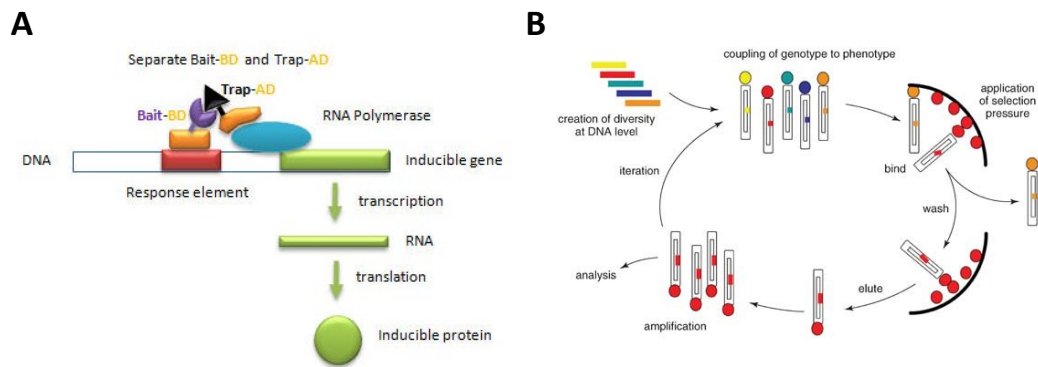 A
Separate Bait-BD and Trap-AD
Trap-AD
Bait-BD
RNA Polymerase
DNA
Inducible gene
Response element
transcription
RNA
translation
Inducible protein
B
coupling of genotype to phenotype
creation of diversity
at DNA level
application
of selection
pressure
bind
iteration
wash
elute
analysis
amplification